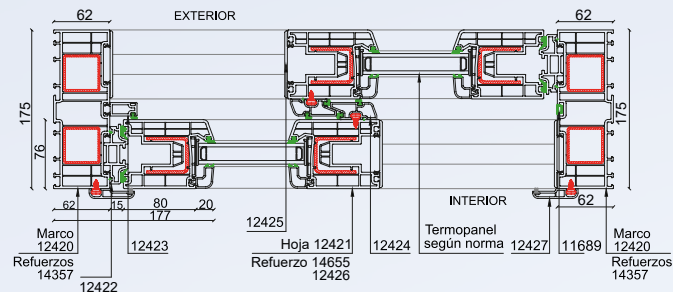 62
EXTERIOR
62
175
76
175
INTERIOR
62
15
80
20
62
177
12425
Marco
12420
Refuerzos
14357
12422
12423
Hoja 12421
Refuerzo 14655
12426
12424
Termopanel
según norma
12427
11689
Marco
12420
Refuerzos
14357